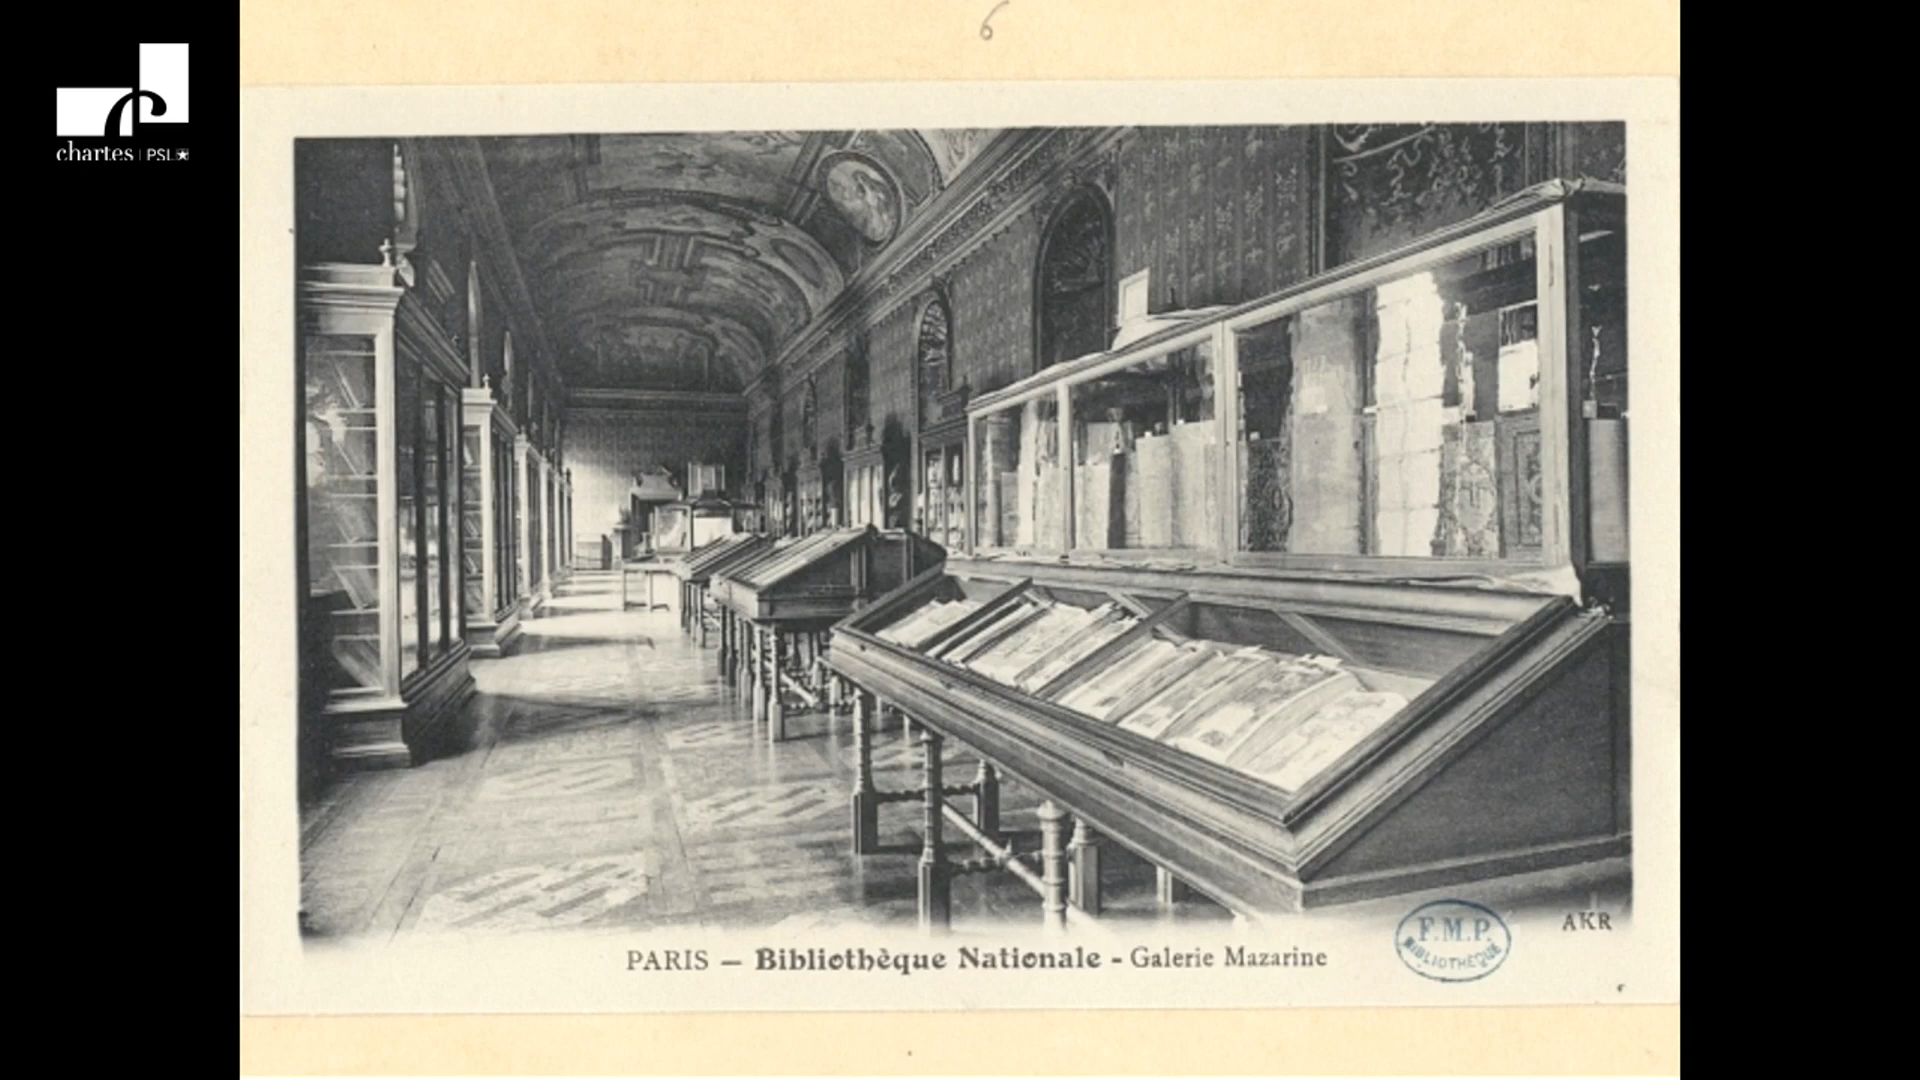 6
chartes | PSL
PARIS — Bibliothèque Nationale - Galerie Mazarine
F.M.P.
BIBLIOTHÈQUE
AKR